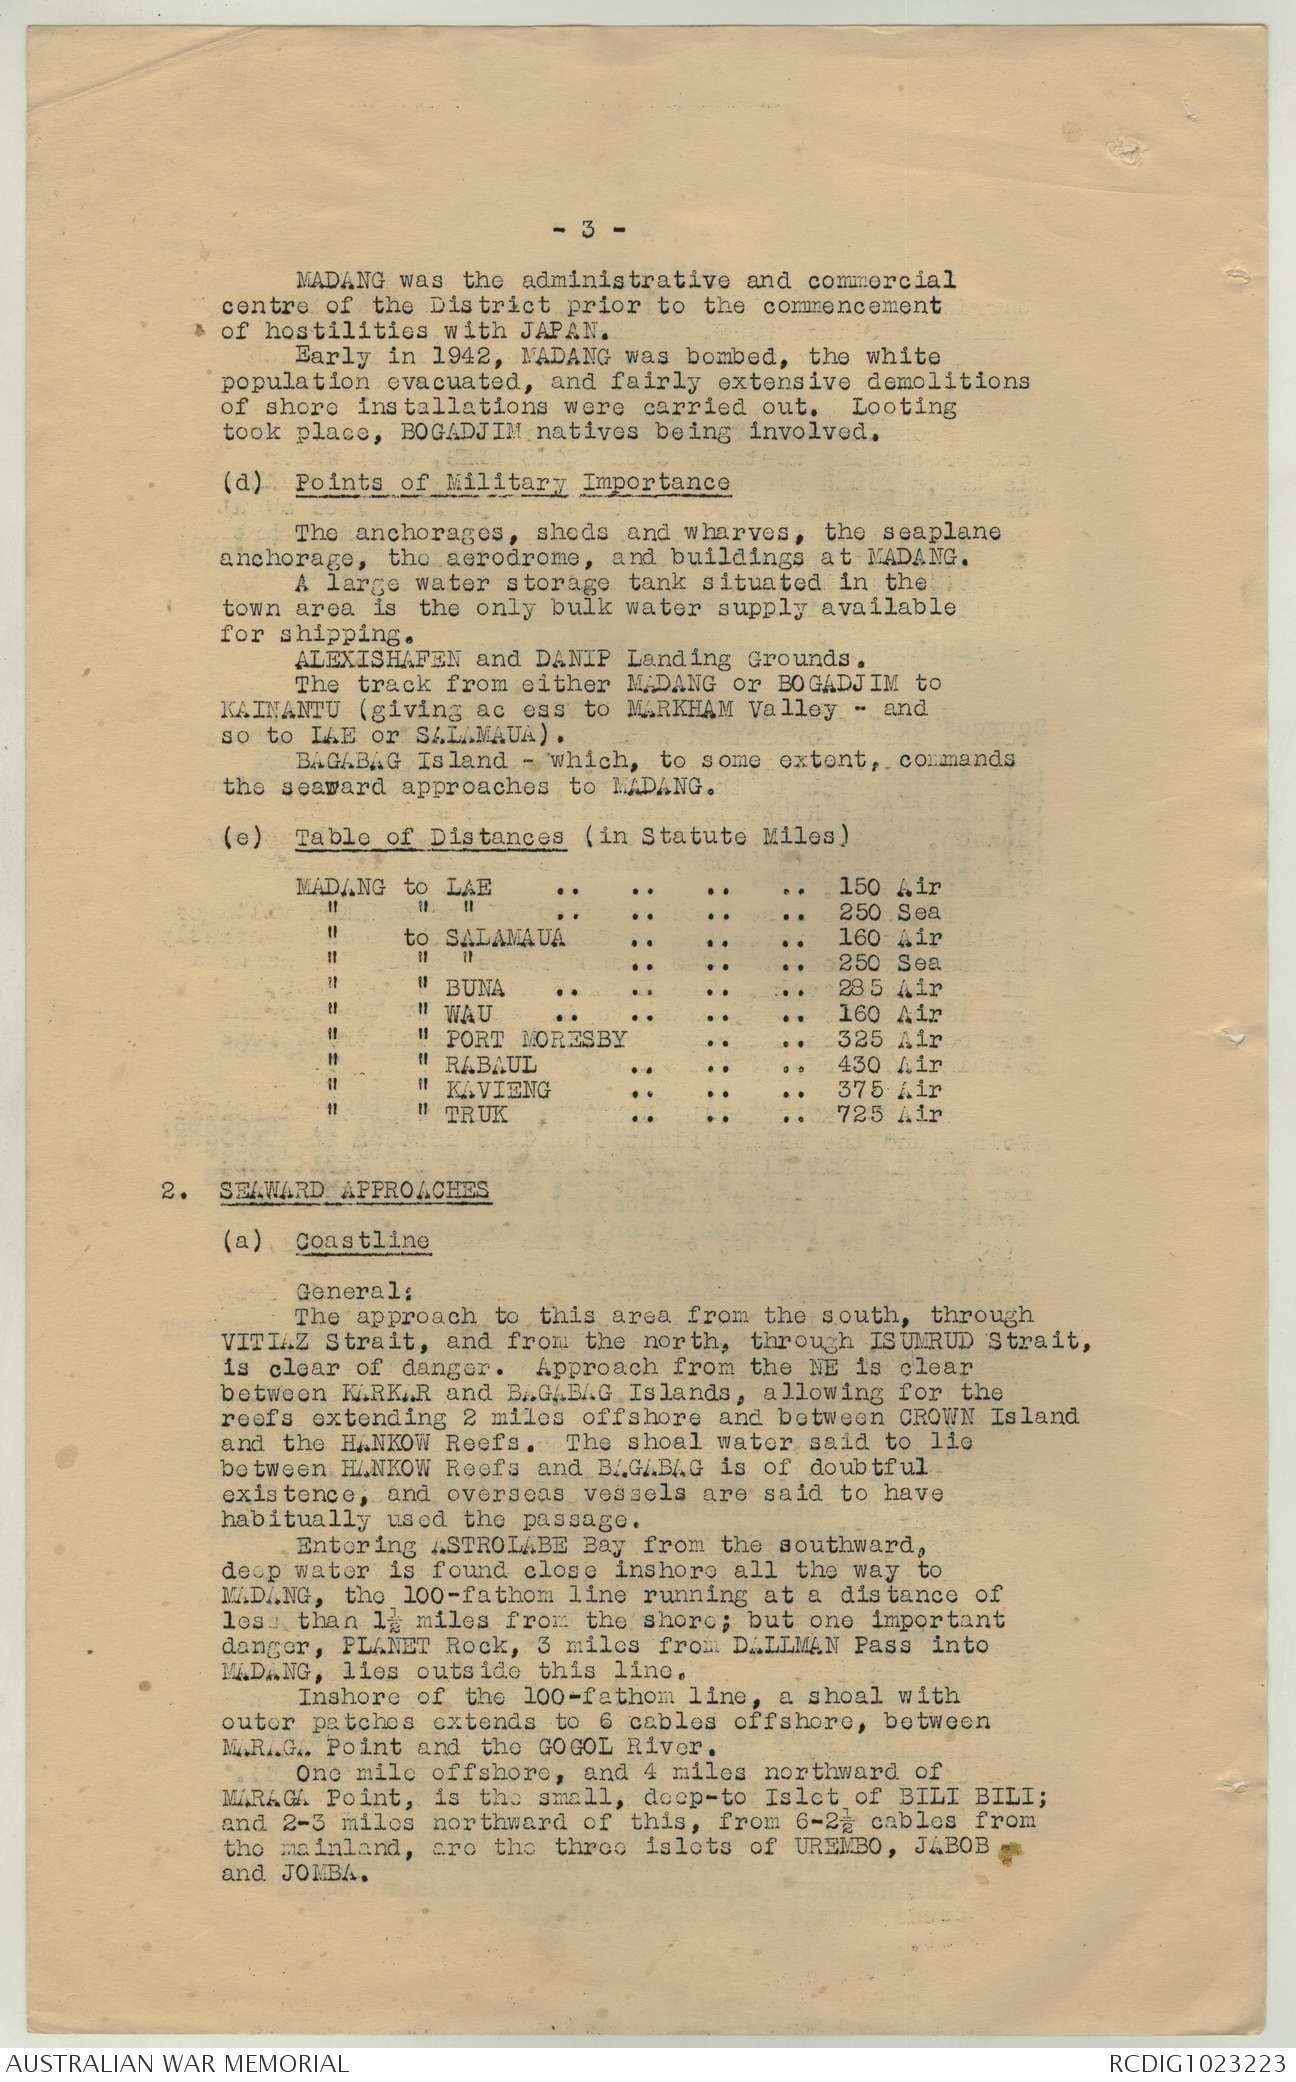 - 3 -
MADANG was the administrative and commercial
centre of the District prior to the commencement
of hostilities with JAPAN.
Early in 1942, MADANG was bombed, the white
population evacuated, and fairly extensive demolitions
of shore installations were carried out. Looting
took place, BOGADJIM natives being involved.
(d) Points of Military Importance
The anchorages, sheds and wharves, the seaplane
anchorage, the aerodrome, and buildings at MADANG.
A large water storage tank situated in the
town area is the only bulk water supply available
for shipping.
ALEXISHAFEN and DANIP Landing Grounds.
The track from either MADANG or BOGADJIM to
KAINANTU (giving ac ess to MARKHAM Valley - and
so to LAE or SALAMAUA).
BAGABAG Island - which, to some extent, commands
the seaward approaches to MADANG.
(e) Table of Distances (in Statute Miles)
MADANG to LAE .. .. .. .. 150 Air
" " " .. .. .. .. 250 Sea
" to SALAMAUA .. .. .. 160 Air
" " " .. .. .. 250 Sea
" " BUNA .. .. .. .. 285 Air
" " WAU .. .. .. .. 160 Air
" " PORT MORESBY .. .. 325 Air
" " RABAUL .. .. .. 430 Air
" " KAVIENG .. .. .. 375 Air
" " TRUK .. .. .. 725 Air
2. SEAWARD APPROACHES
(a) Coastline
General:
The approach to this area from the south, through
VITIAZ Strait, and from the north, through ISUMRUD Strait,
is clear of danger. Approach from the NE is clear
between KARKAR and BAGABAG Islands, allowing for the
reefs extending 2 miles offshore and between CROWN Island
and the HANKOW Reefs. The shoal water said to lie
between HANKOW Reefs and BAGABAG is of doubtful
existence, and overseas vessels are said to have
habitually used the passage.
Entering ASTROLABE Bay from the southward,
deep water is found close inshore all the way to
MADANG, the 100-fathom line running at a distance of
less than 1½ miles from the shore; but one important
danger, PLANET Rock, 3 miles from DALLMAN Pass into
MADANG, lies outside this line.
Inshore of the 100-fathom line, a shoal with
outer patches extends to 6 cables offshore, between
MARAGA Point and the GOGOL River.
One mile offshore, and 4 miles northward of
MARAGA Point, is the small, deep-to Islet of BILI BILI;
and 2-3 miles northward of this, from 6-2½ cables from
the mainland, are the three islets of UREMBO, JABOB
and JOMBA.
AUSTRALIAN WAR MEMORIAL
RCDIG1023223